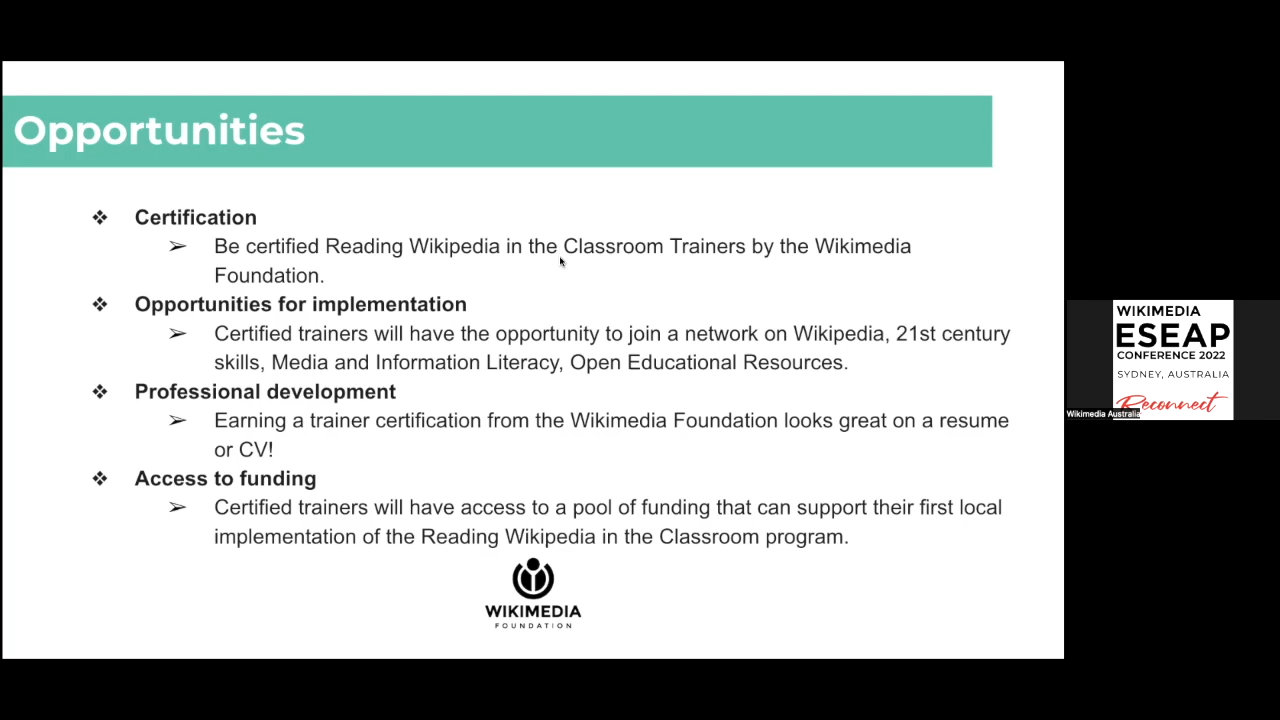 Opportunities
❖ Certification
➢ Be certified Reading Wikipedia in the Classroom Trainers by the Wikimedia
Foundation.
❖ Opportunities for implementation
➢ Certified trainers will have the opportunity to join a network on Wikipedia, 21st century
skills, Media and Information Literacy, Open Educational Resources.
❖ Professional development
➢ Earning a trainer certification from the Wikimedia Foundation looks great on a resume
or CV!
❖ Access to funding
➢ Certified trainers will have access to a pool of funding that can support their first local
implementation of the Reading Wikipedia in the Classroom program.
WIKIMEDIA
FOUNDATION
WIKIMEDIA
ESEAP
CONFERENCE 2022
SYDNEY, AUSTRALIA
Reconnect
Wikimedia Australia